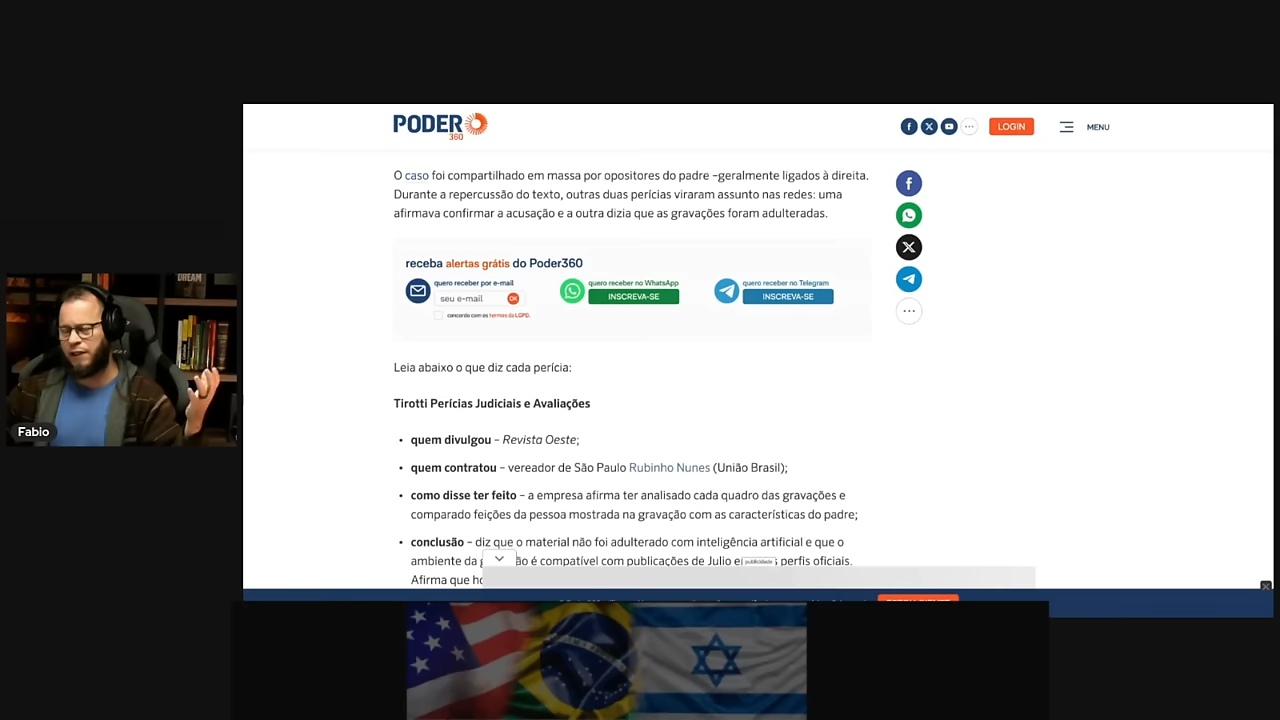 PODER
360
LOGIN
MENU
O caso foi compartilhado em massa por opositores do padre –geralmente ligados à direita.
Durante a repercussão do texto, outras duas perícias viraram assunto nas redes: uma
afirmava confirmar a acusação e a outra dizia que as gravações foram adulteradas.
receba alertas grátis do Poder360
quero receber por e-mail
seu e-mail
OK
concordo com os termos da LGPD.
quero receber no WhatsApp
INSCREVA-SE
quero receber no Telegram
INSCREVA-SE
DREAM
Fabio
Leia abaixo o que diz cada perícia:
Tirotti Perícias Judiciais e Avaliações
• quem divulgou – Revista Oeste;
• quem contratou – vereador de São Paulo Rubinho Nunes (União Brasil);
• como disse ter feito – a empresa afirma ter analisado cada quadro das gravações e
comparado feições da pessoa mostrada na gravação com as características do padre;
• conclusão – diz que o material não foi adulterado com inteligência artificial e que o
ambiente da ão é compatível com publicações de Julio perfis oficiais.
publicidade
Afirma que